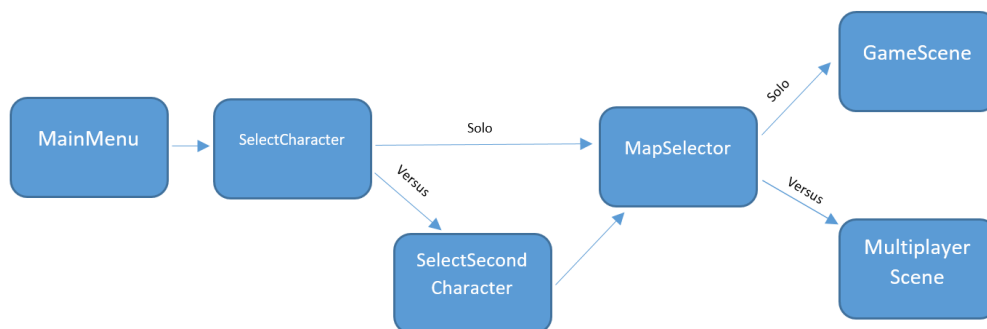 GameScene
MainMenu
SelectCharacter
Solo
MapSelector
Solo
Versus
Versus
SelectSecond
Character
Multiplayer
Scene